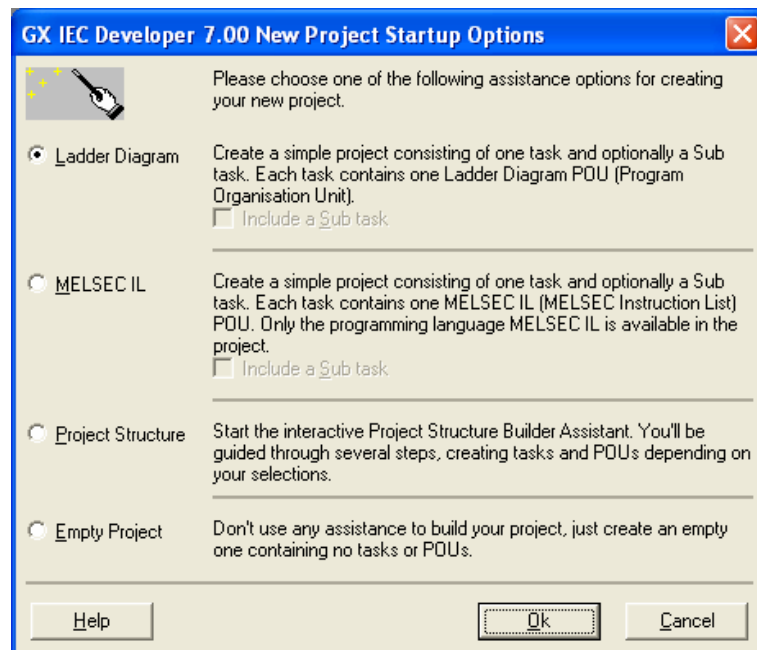 GX IEC Developer 7.00 New Project Startup Options
Please choose one of the following assistance options for creating
your new project.
Ladder Diagram
Create a simple project consisting of one task and optionally a Sub
task. Each task contains one Ladder Diagram POU (Program
Organisation Unit).
Include a Sub task
MELSEC IL
Create a simple project consisting of one task and optionally a Sub
task. Each task contains one MELSEC IL (MELSEC Instruction List)
POU. Only the programming language MELSEC IL is available in the
project.
Include a Sub task
Project Structure
Start the interactive Project Structure Builder Assistant. You'll be
guided through several steps, creating tasks and POUs depending on
your selections.
Empty Project
Don't use any assistance to build your project, just create an empty
one containing no tasks or POUs.
Help
Ok
Cancel